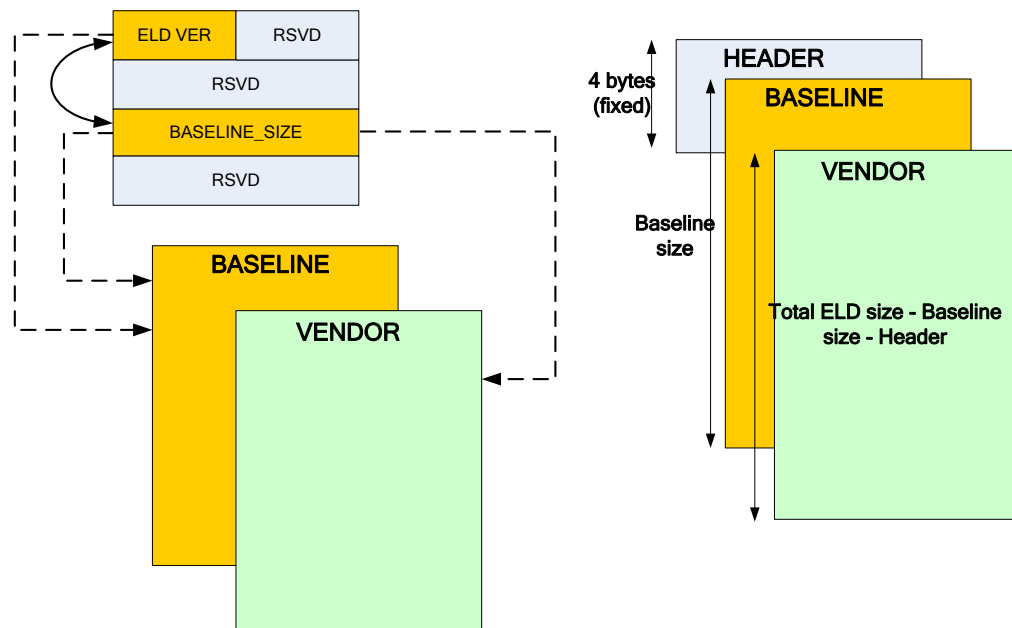 ELD VER
RSVD
RSVD
BASELINE_SIZE
RSVD
BASELINE
VENDOR
HEADER
4 bytes
(fixed)
BASELINE
VENDOR
Baseline
size
Total ELD size - Baseline
size - Header